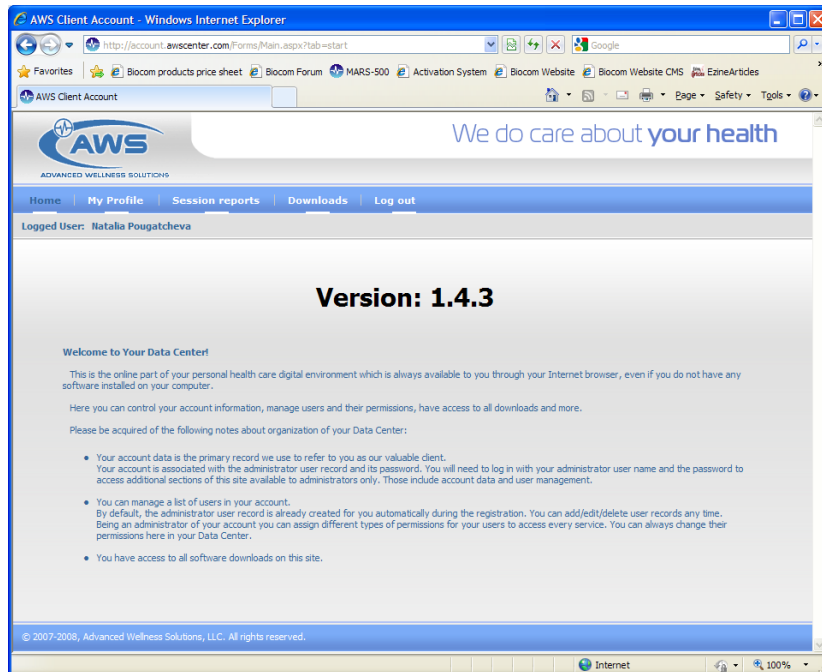 AWS Client Account - Windows Internet Explorer
http://account.awscenter.com/Forms/Main.aspx?tab=start
Google
Favorites Biocom products price sheet Biocom Forum MARS-500 Activation System Biocom Website Biocom Website CMS EzineArticles »
AWS Client Account Page Safety Tools
AWS
ADVANCED WELLNESS SOLUTIONS
We do care about your health
Home My Profile Session reports Downloads Log out
Logged User: Natalia Pougatcheva
Version: 1.4.3
Welcome to Your Data Center!
This is the online part of your personal health care digital environment which is always available to you through your Internet browser, even if you do not have any
software installed on your computer.
Here you can control your account information, manage users and their permissions, have access to all downloads and more.
Please be acquired of the following notes about organization of your Data Center:
• Your account data is the primary record we use to refer to you as our valuable client.
Your account is associated with the administrator user record and its password. You will need to log in with your administrator user name and the password to
access additional sections of this site available to administrators only. Those include account data and user management.
• You can manage a list of users in your account.
By default, the administrator user record is already created for you automatically during the registration. You can add/edit/delete user records any time.
Being an administrator of your account you can assign different types of permissions for your users to access every service. You can always change their
permissions here in your Data Center.
• You have access to all software downloads on this site.
© 2007-2008, Advanced Wellness Solutions, LLC. All rights reserved.
Internet 100%